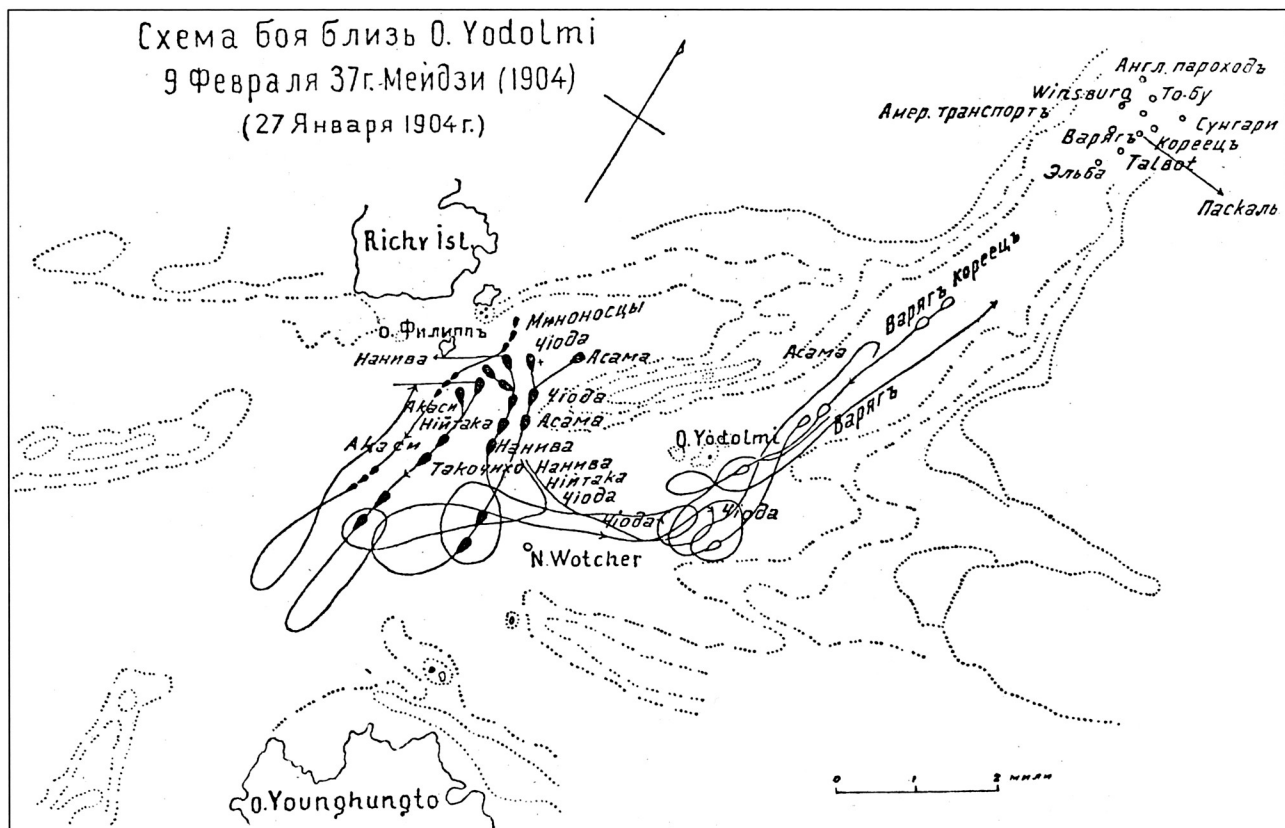 Схема боя близь О. Yodolmi
9 Февраля 37г. Мейдзи (1904)
(27 Января 1904г.)
Англ. пароходъ
Winsburg
То-бу
Амер. транспортъ
Сунгари
Варягъ
Кореецъ
Эльба
Talbot
Паскаль
Richy İsl.
Миноносцы
о. Филиппъ
Чiода
Нанива
Асама
Варягъ Кореецъ
Асама
Акаси
Чiода
Нiйтака
Асама
Варягъ
О. Yodolmi
Акаси
Нанива
Такочихо
Нанива
Нiйтака
Чiода
Чiода
Чiода
N. Wotcher
О. Younghungto
0 1 2 мили